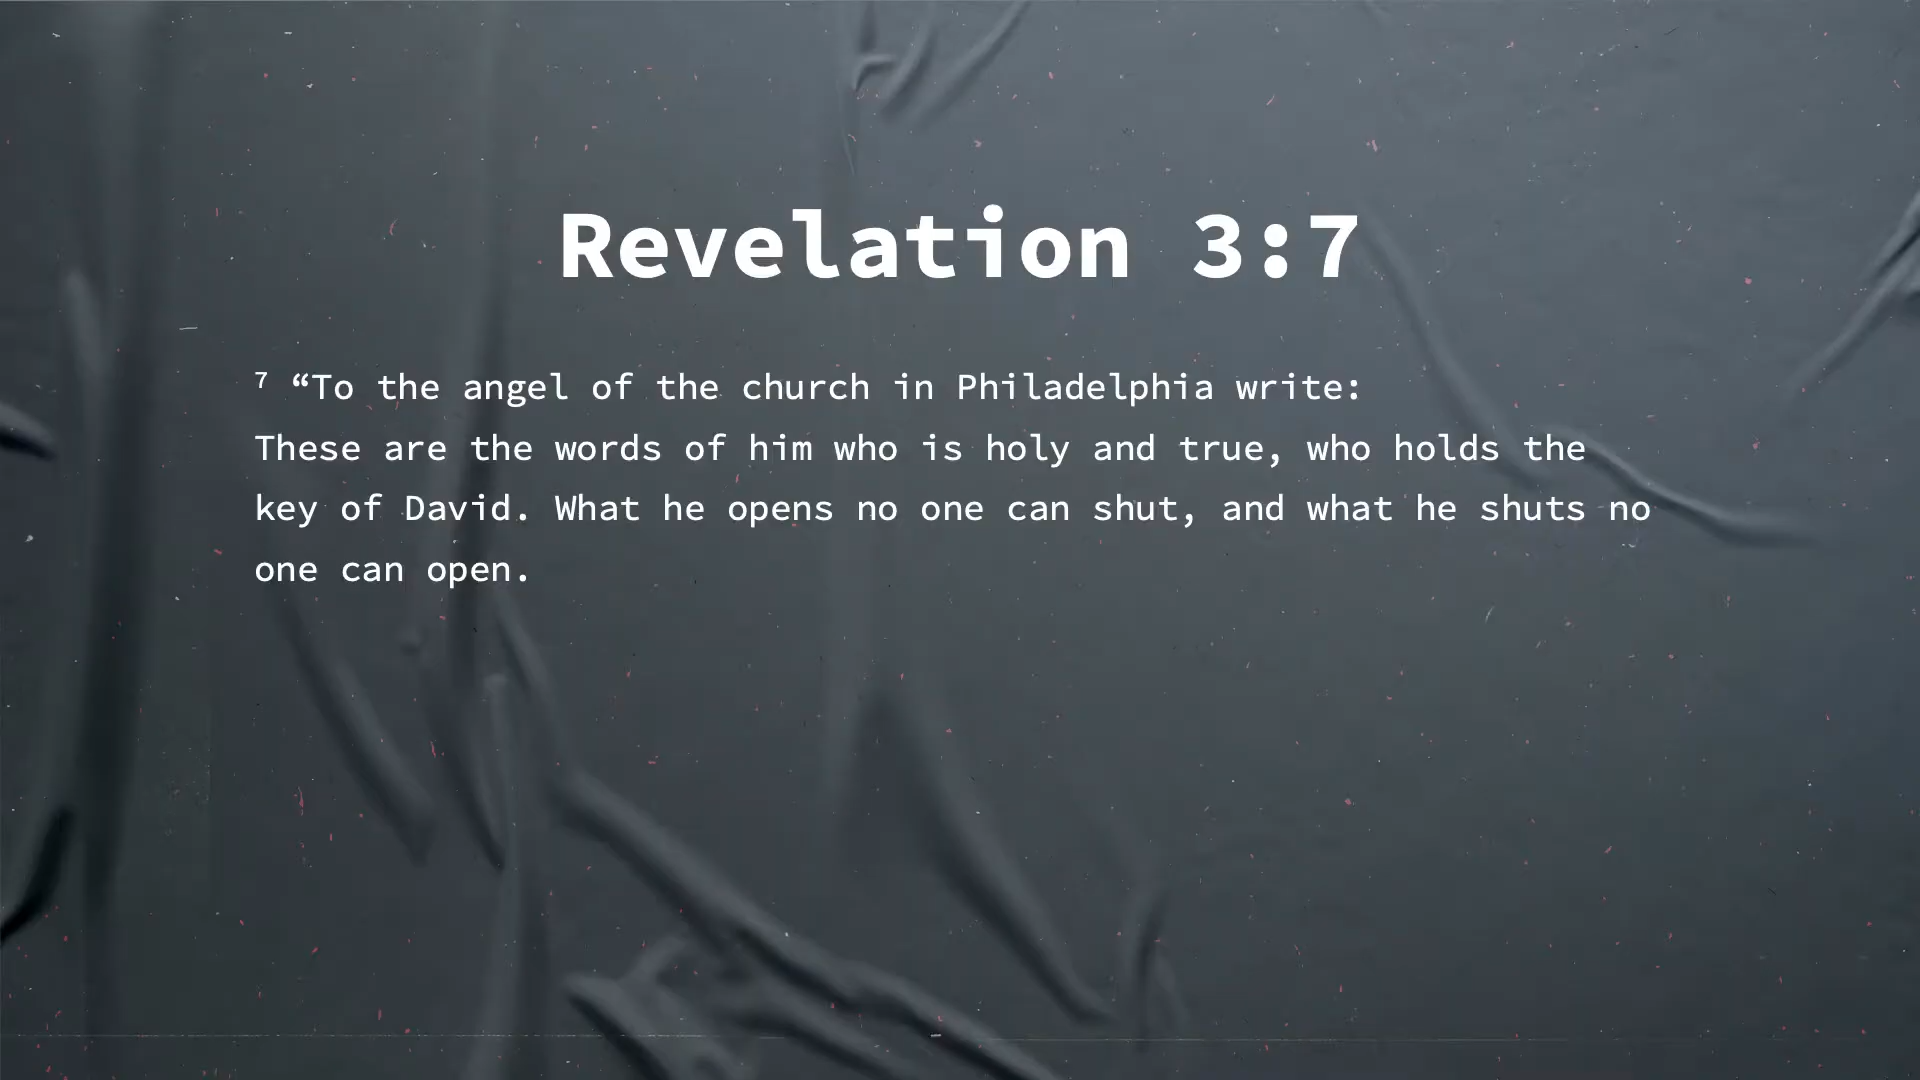 Revelation 3:7
⁷ “To the angel of the church in Philadelphia write:
These are the words of him who is holy and true, who holds the
key of David. What he opens no one can shut, and what he shuts no
one can open.